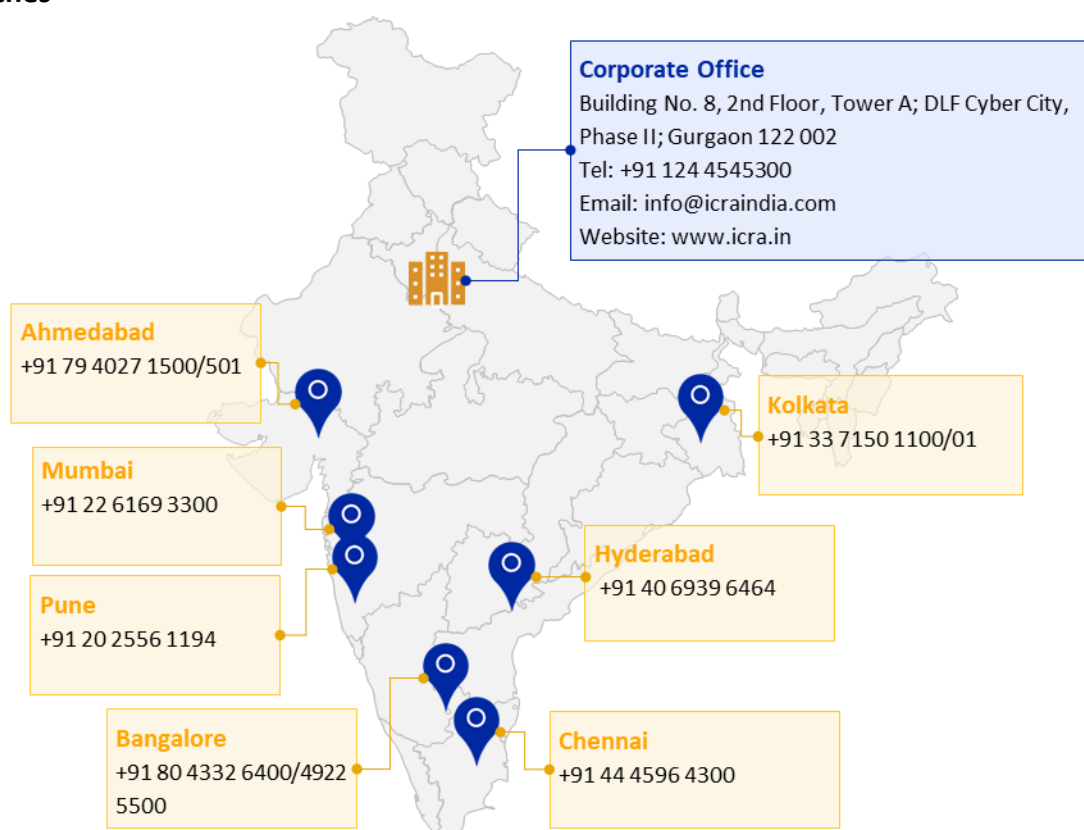 Corporate Office
Building No. 8, 2nd Floor, Tower A; DLF Cyber City,
Phase II; Gurgaon 122 002
Tel: +91 124 4545300
Email: info@icraindia.com
Website: www.icra.in
Ahmedabad
+91 79 4027 1500/501
Kolkata
+91 33 7150 1100/01
Mumbai
+91 22 6169 3300
Hyderabad
+91 40 6939 6464
Pune
+91 20 2556 1194
Bangalore
+91 80 4332 6400/4922
5500
Chennai
+91 44 4596 4300